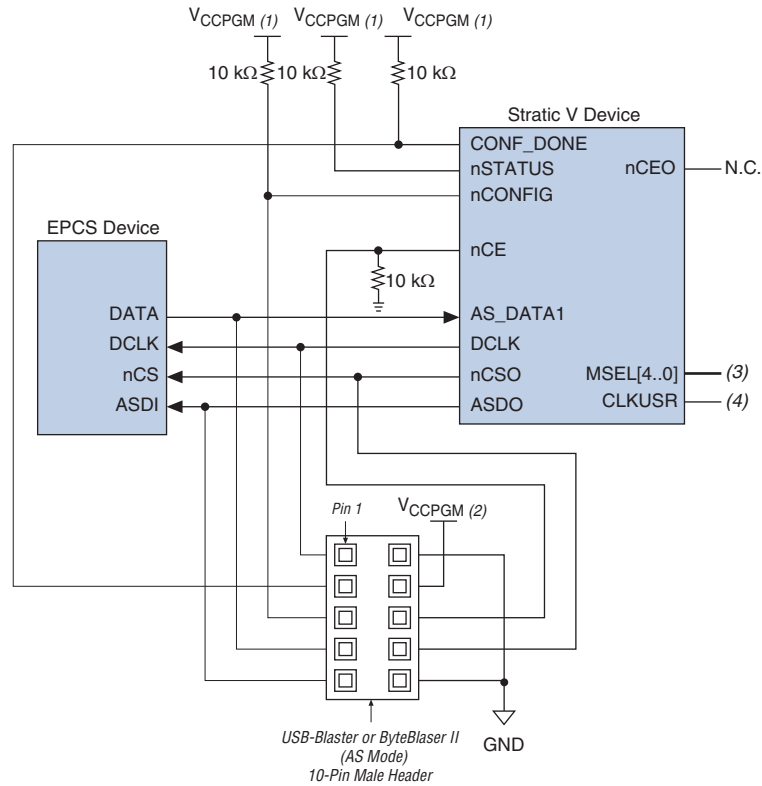 VCCPGM (1)
VCCPGM (1)
VCCPGM (1)
10 kΩ
10 kΩ
10 kΩ
Stratic V Device
CONF_DONE
nSTATUS
nCONFIG
nCEO
N.C.
nCE
10 kΩ
EPCS Device
DATA
DCLK
nCS
ASDI
AS_DATA1
DCLK
nCSO
ASDO
MSEL[4..0]
(3)
CLKUSR
(4)
Pin 1
VCCPGM (2)
GND
USB-Blaster or ByteBlaser II
(AS Mode)
10-Pin Male Header